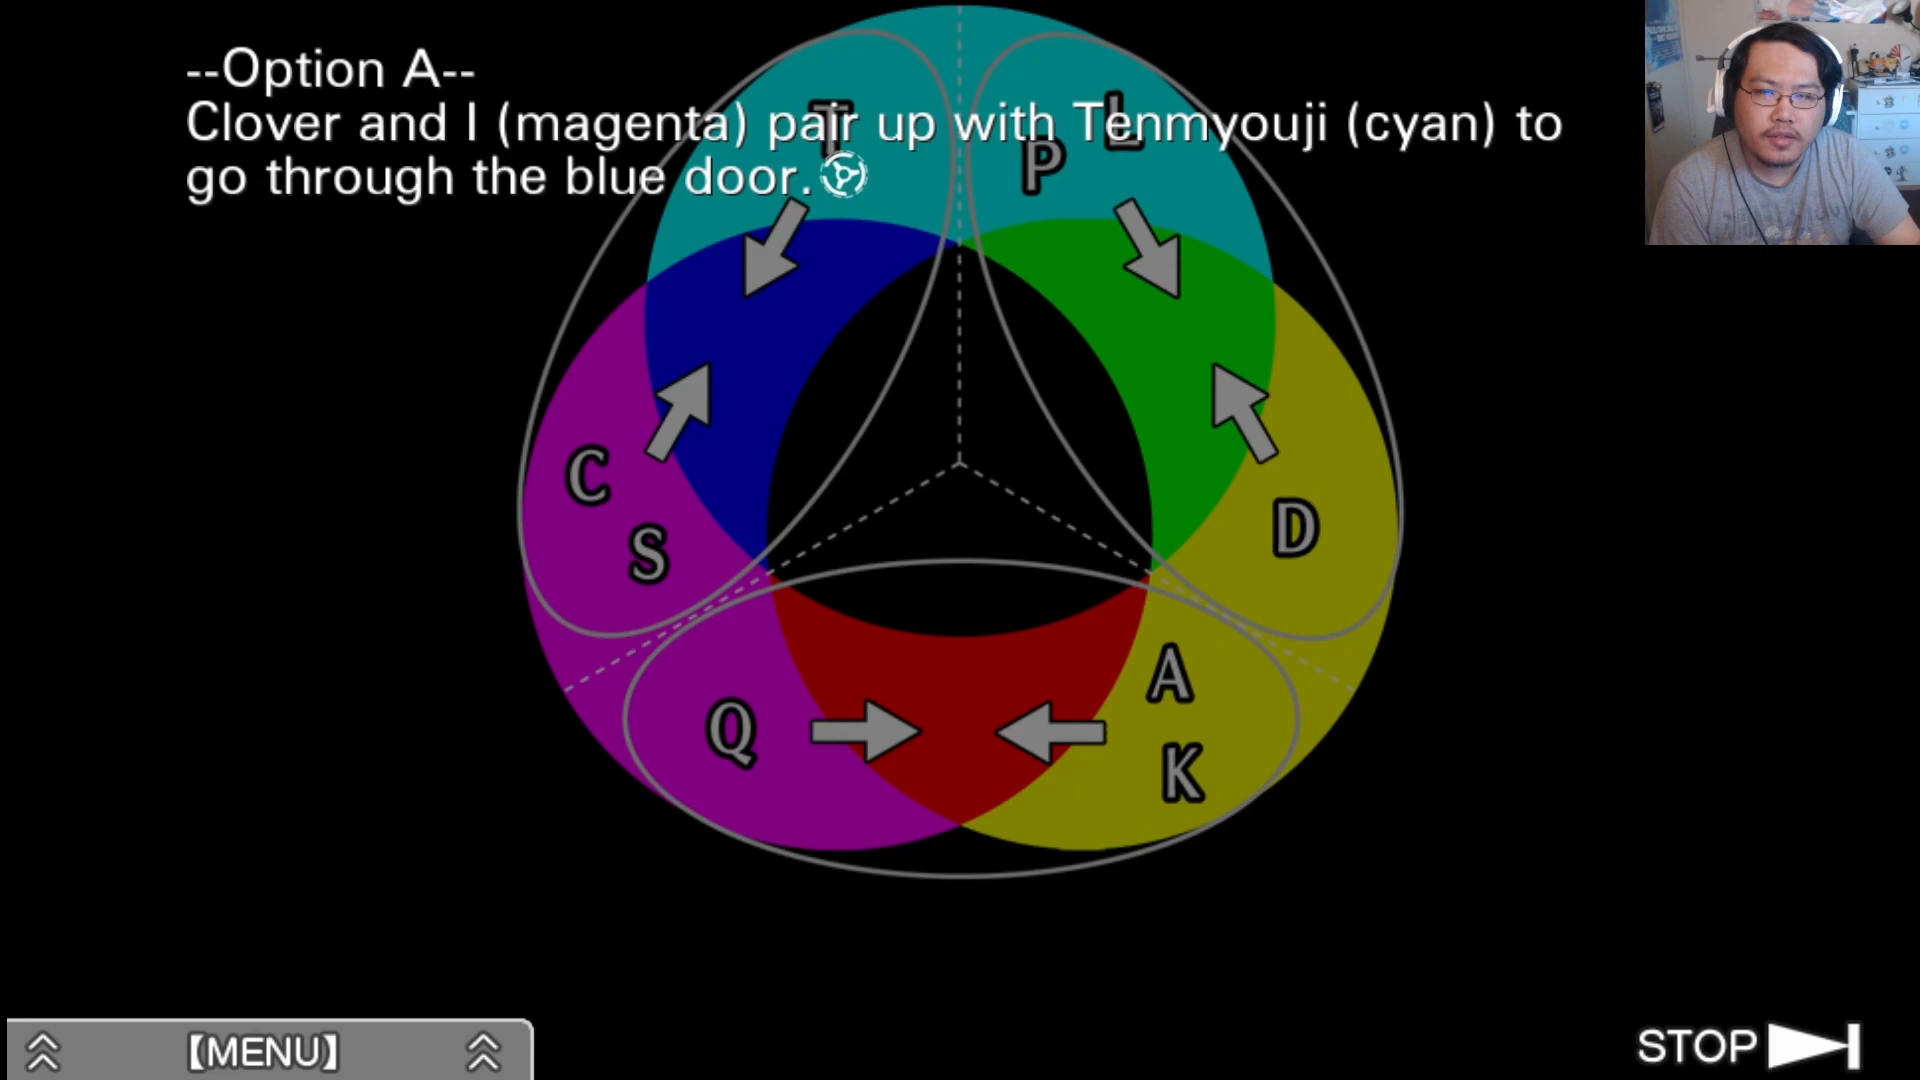 --Option A--
Clover and I (magenta) pair up with Tenmyouji (cyan) to
go through the blue door.
T
L
P
C
S
D
A
Q
K
【MENU】
STOP